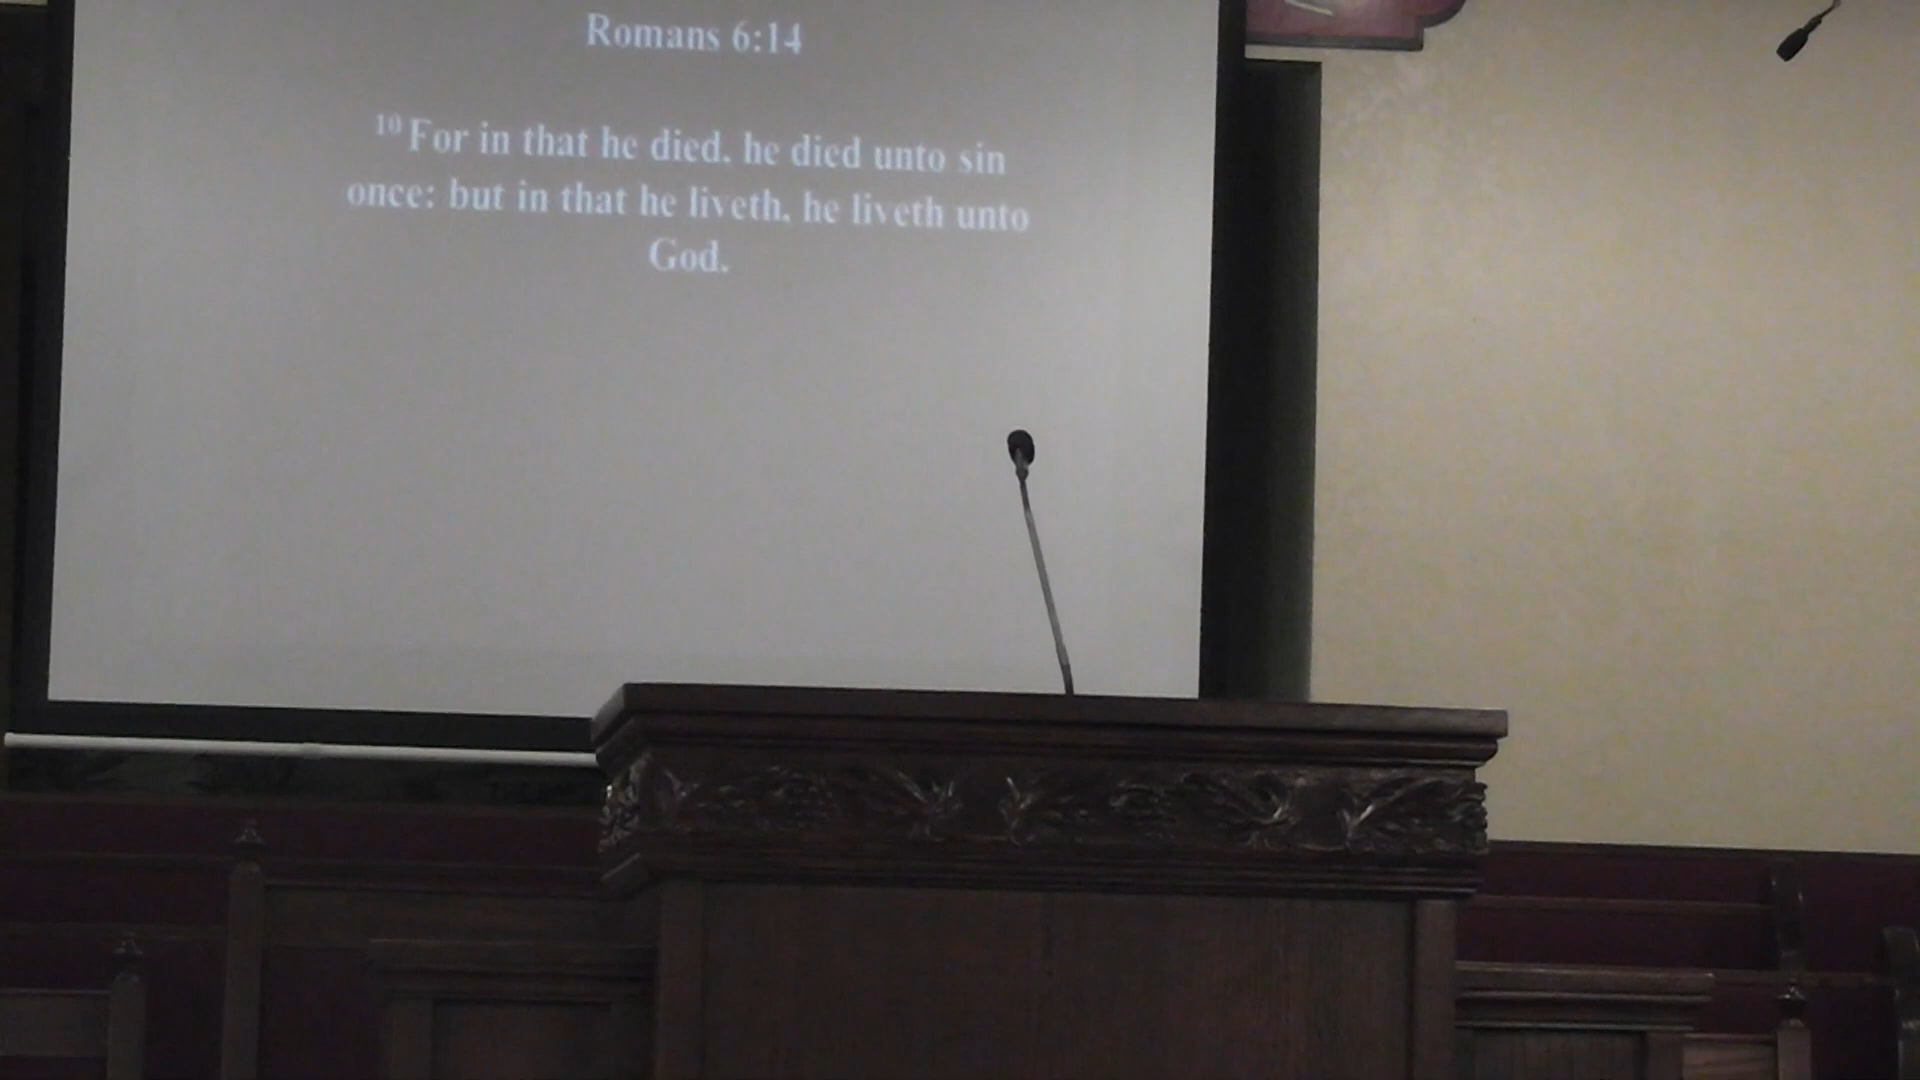 Romans 6:14
10 For in that he died, he died unto sin
once: but in that he liveth, he liveth unto
God.